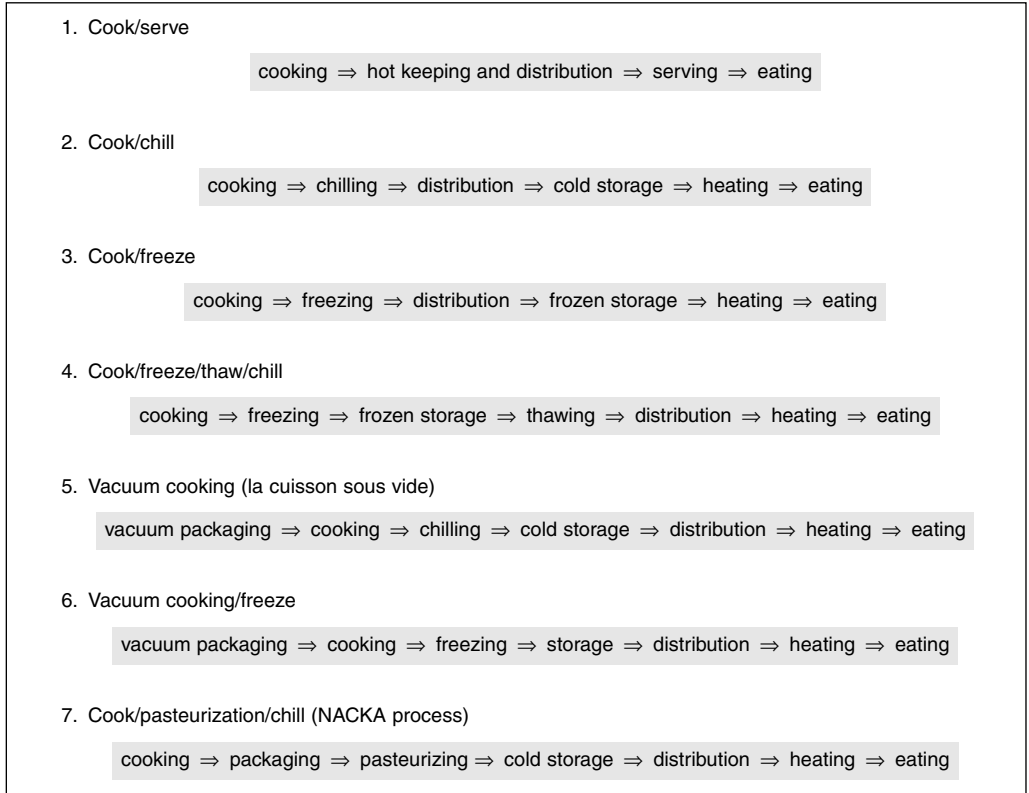 1. Cook/serve
cooking ⇒ hot keeping and distribution ⇒ serving ⇒ eating
2. Cook/chill
cooking ⇒ chilling ⇒ distribution ⇒ cold storage ⇒ heating ⇒ eating
3. Cook/freeze
cooking ⇒ freezing ⇒ distribution ⇒ frozen storage ⇒ heating ⇒ eating
4. Cook/freeze/thaw/chill
cooking ⇒ freezing ⇒ frozen storage ⇒ thawing ⇒ distribution ⇒ heating ⇒ eating
5. Vacuum cooking (la cuisson sous vide)
vacuum packaging ⇒ cooking ⇒ chilling ⇒ cold storage ⇒ distribution ⇒ heating ⇒ eating
6. Vacuum cooking/freeze
vacuum packaging ⇒ cooking ⇒ freezing ⇒ storage ⇒ distribution ⇒ heating ⇒ eating
7. Cook/pasteurization/chill (NACKA process)
cooking ⇒ packaging ⇒ pasteurizing ⇒ cold storage ⇒ distribution ⇒ heating ⇒ eating